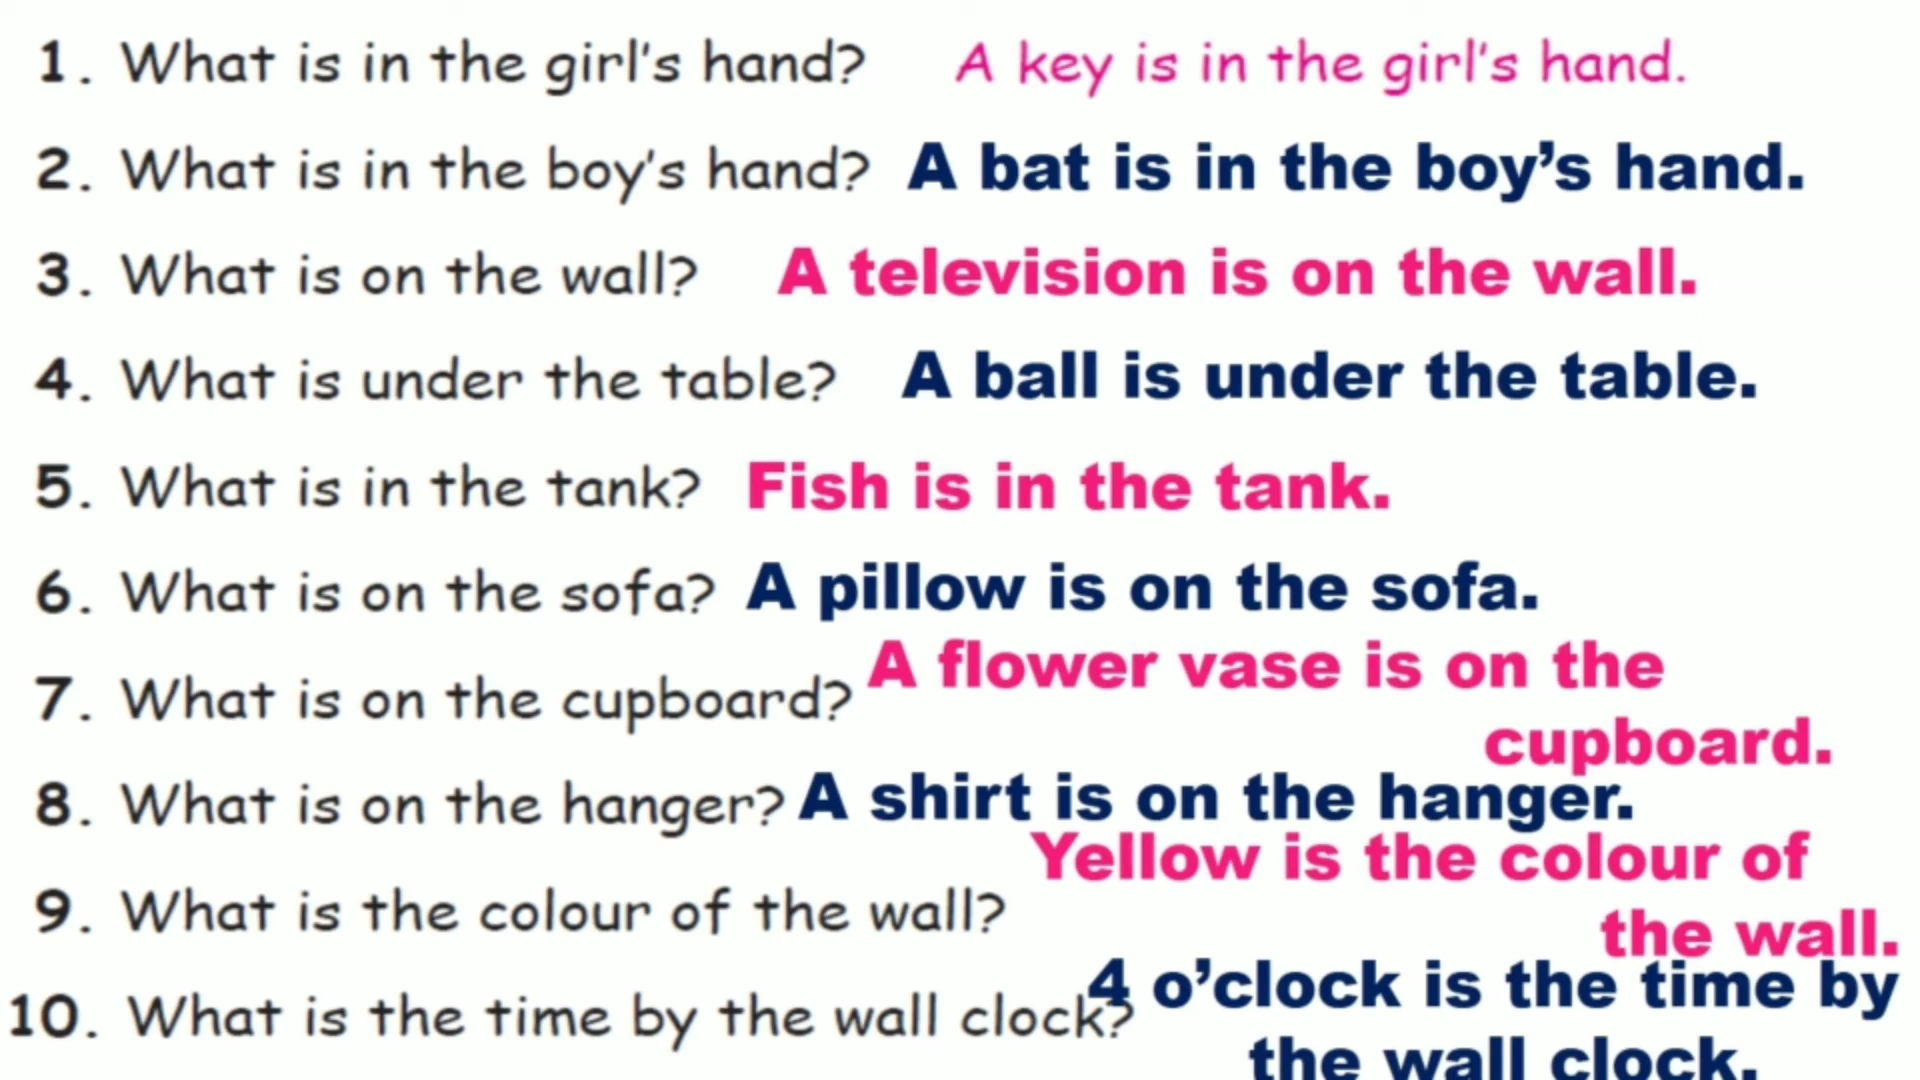 1. What is in the girl's hand? A key is in the girl's hand.
2. What is in the boy's hand? A bat is in the boy’s hand.
3. What is on the wall? A television is on the wall.
4. What is under the table? A ball is under the table.
5. What is in the tank? Fish is in the tank.
6. What is on the sofa? A pillow is on the sofa.
7. What is on the cupboard? A flower vase is on the
cupboard.
8. What is on the hanger? A shirt is on the hanger.
9. What is the colour of the wall? Yellow is the colour of
the wall.
10. What is the time by the wall clock? 4 o’clock is the time by
the wall clock.